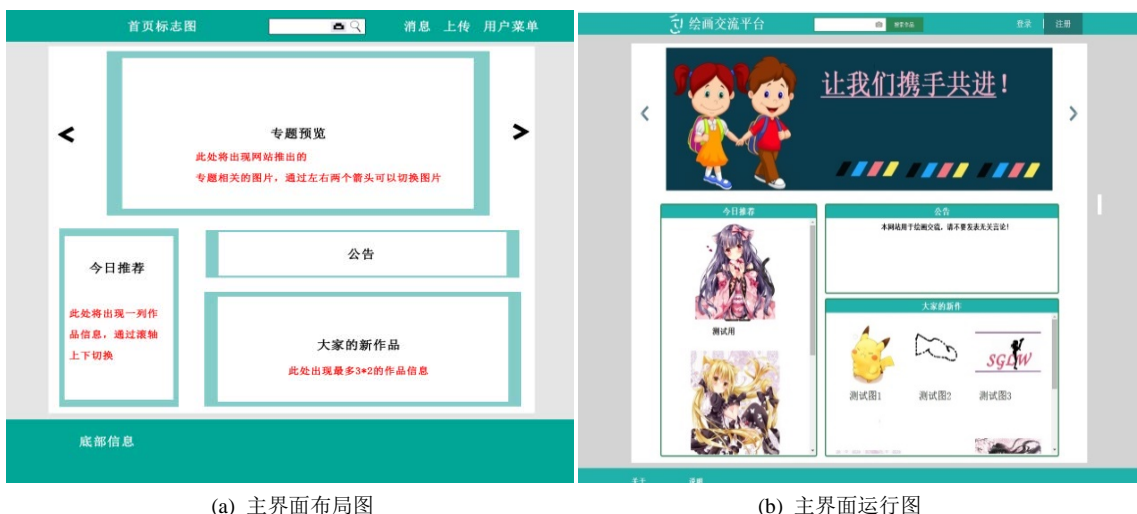 首页标志图
消息 上传 用户菜单
专题预览
此处将出现网站推出的
专题相关的图片，通过左右两个箭头可以切换图片
今日推荐
此处将出现一列作
品信息，通过滚轴
上下切换
公告
大家的新作品
此处出现最多3*2的作品信息
底部信息
(a) 主界面布局图
绘画交流平台
登录 注册
让我们携手共进！
今日推荐
测试用
公告
本网站用于绘画交流，请不要发表无关言论！
大家的新作
SGLW
测试图1 测试图2 测试图3
(b) 主界面运行图